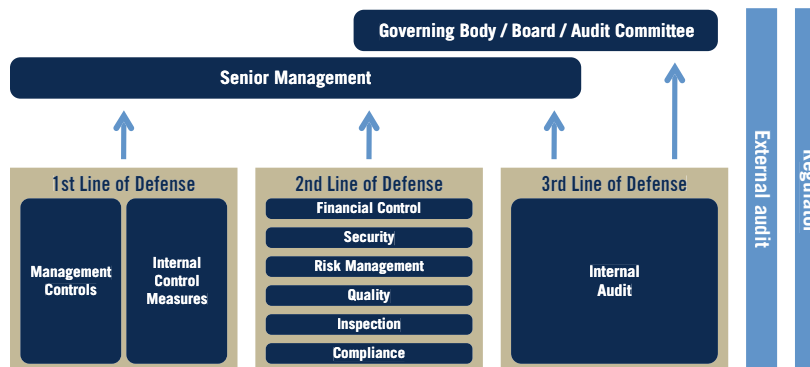 Governing Body / Board / Audit Committee
Senior Management
1st Line of Defense
Management
Controls
Internal
Control
Measures
2nd Line of Defense
Financial Control
Security
Risk Management
Quality
Inspection
Compliance
3rd Line of Defense
Internal
Audit
External audit